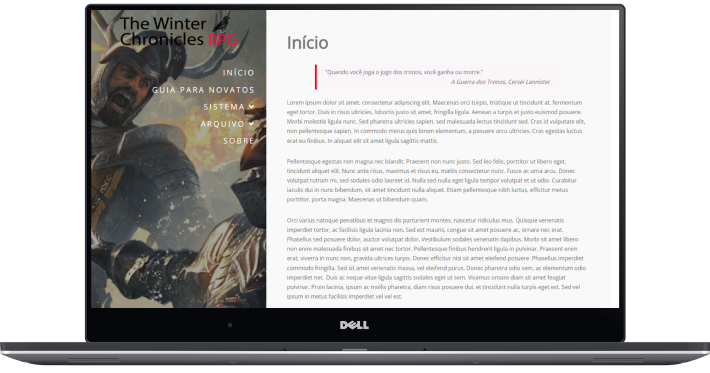 The Winter
Chronicles RPG
INÍCIO
GUIA PARA NOVATOS
SISTEMA
ARQUIVO
SOBRE
Início
"Quando você joga o jogo dos tronos, você ganha ou morre."
A Guerra dos Tronos, Cersei Lannister
Lorem ipsum dolor sit amet, consectetur adipiscing elit. Maecenas orci turpis, tristique ut tincidunt at, fermentum
eget tortor. Duis in risus ultricies, lobortis justo sit amet, fringilla ligula. Aenean a turpis et justo euismod posuere.
Morbi molestie ligula nunc. Sed pharetra ultricies sapien, sed malesuada lectus tincidunt sed. Cras id vulputate elit,
non pellentesque sapien. In commodo metus quis lorem elementum, a posuere arcu ultricies. Cras egestas luctus
erat eu finibus. In aliquet elit sit amet ligula sagittis mattis.
Pellentesque egestas non magna nec blandit. Praesent non nunc justo. Sed leo felis, porttitor ut libero eget,
tincidunt aliquet elit. Nunc ante risus, maximus et risus eu, mattis consectetur nunc. Fusce ac urna arcu. Donec
volutpat rutrum mi, sed sodales odio laoreet id. Nulla sed nulla eget ligula tempor volutpat et ut odio. Curabitur
iaculis dui in nunc bibendum, sit amet tincidunt nulla aliquet. Etiam pellentesque nibh luctus, efficitur metus
porttitor, porta magna. Maecenas ut bibendum quam.
Orci varius natoque penatibus et magnis dis parturient montes, nascetur ridiculus mus. Quisque venenatis
imperdiet tortor, ac facilisis ligula lacinia non. Sed est mauris, congue sit amet posuere ac, ornare nec erat.
Phasellus sed posuere dolor, auctor volutpat dolor. Vestibulum sodales venenatis dapibus. Morbi sit amet libero
non enim malesuada finibus sit amet nec tortor. Pellentesque finibus hendrerit ligula in pulvinar. Praesent enim
erat, viverra in nunc non, gravida ultrices turpis. Donec efficitur nisi sit amet eleifend posuere. Phasellus imperdiet
commodo fringilla. Sed sit amet venenatis massa, vel eleifend purus. Donec pharetra odio sem, ac elementum odio
imperdiet nec. Duis ac neque vitae ligula sagittis sodales eget ut sem. Vivamus ornare diam sit amet feugiat
pulvinar. Proin lacinia, ipsum ac mollis pharetra, diam risus posuere dui, et tincidunt nulla turpis eget est. Sed vel
ipsum in metus facilisis imperdiet vel vel est.
DELL